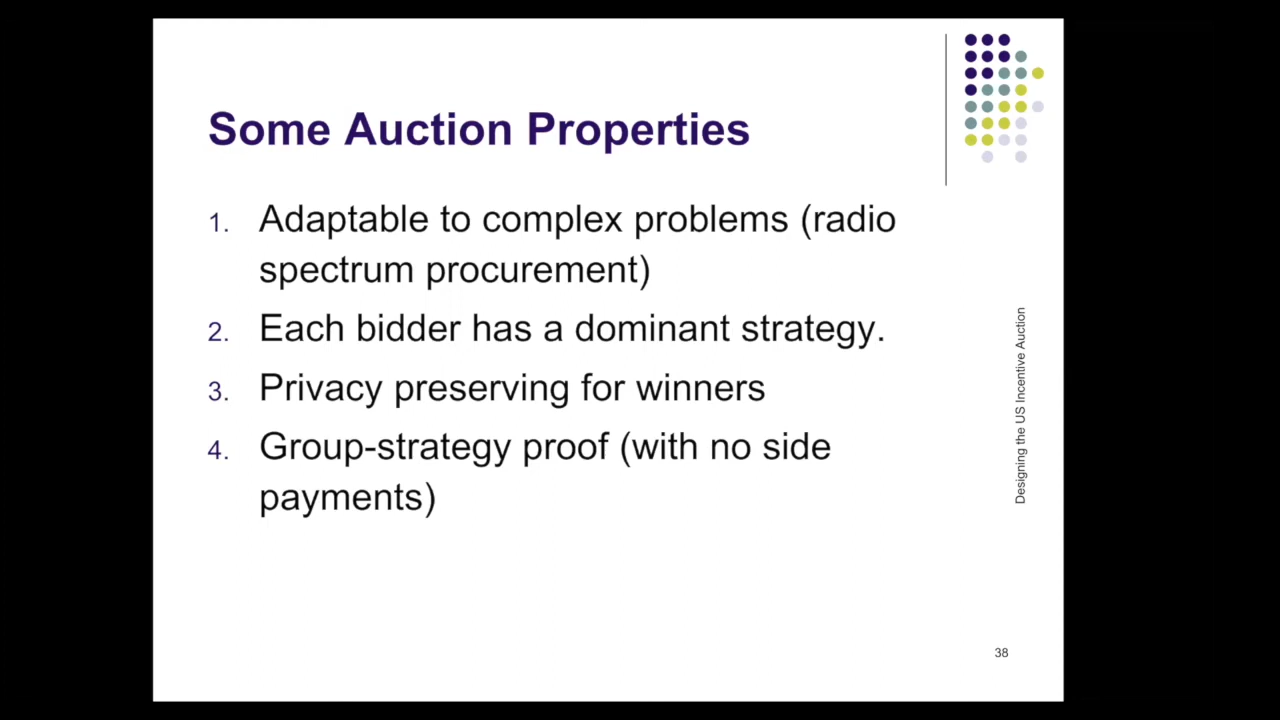 Some Auction Properties
1. Adaptable to complex problems (radio
spectrum procurement)
2. Each bidder has a dominant strategy.
3. Privacy preserving for winners
4. Group-strategy proof (with no side
payments)
Designing the US Incentive Auction
38